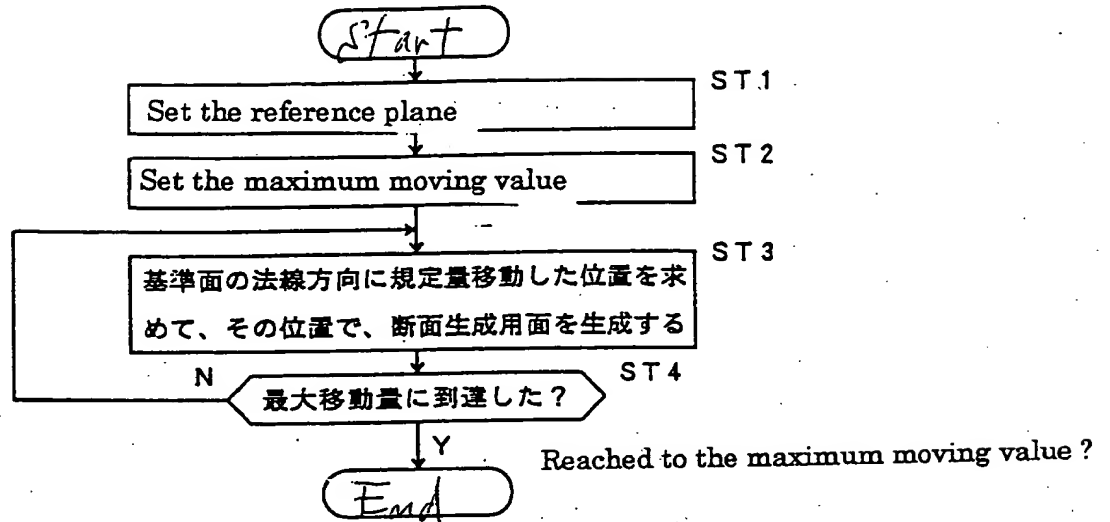 Start
ST1
Set the reference plane
ST2
Set the maximum moving value
ST3
基準面の法線方向に規定量移動した位置を求
めて、その位置で、断面生成用面を生成する
N
ST4
最大移動量に到達した？
Y
Reached to the maximum moving value ?
End